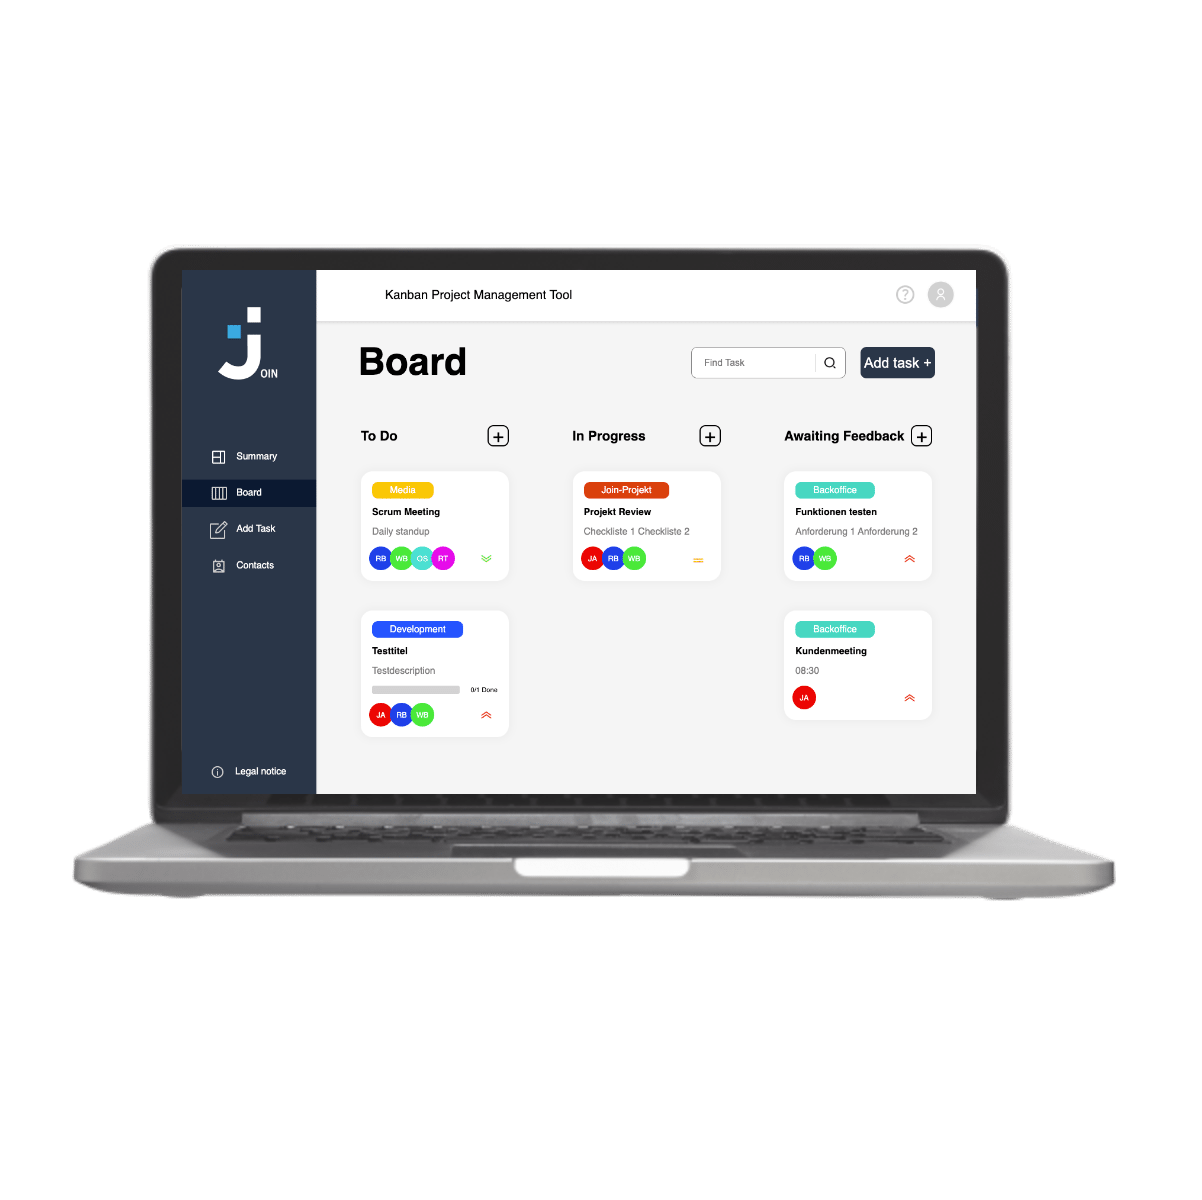 Kanban Project Management Tool
?
OIN
Board
Find Task
Add task +
Summary
Board
Add Task
Contacts
Legal notice
To Do
Media
Scrum Meeting
Daily standup
RB WB OS RT
Development
Testtitel
Testdescription
0/1 Done
JA RB WB
In Progress
Join-Projekt
Projekt Review
Checkliste 1 Checkliste 2
JA RB WB
Awaiting Feedback
Backoffice
Funktionen testen
Anforderung 1 Anforderung 2
RB WB
Backoffice
Kundenmeeting
08:30
JA